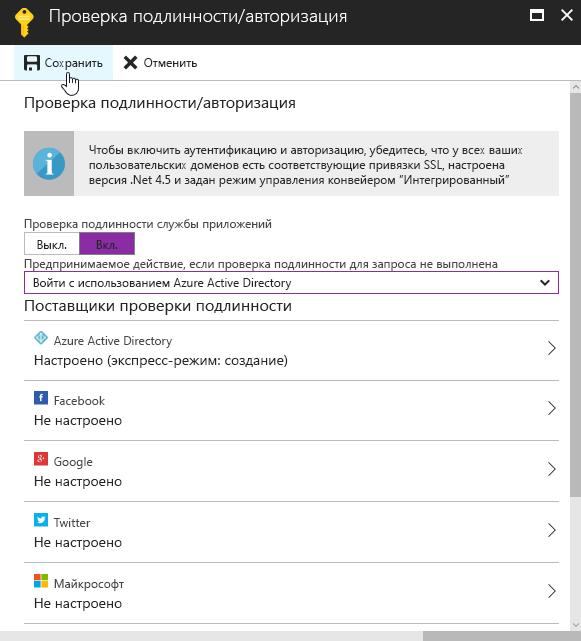 Проверка подлинности/авторизация
Сохранить
Отменить
Проверка подлинности/авторизация
Чтобы включить аутентификацию и авторизацию, убедитесь, что у всех ваших
пользовательских доменов есть соответствующие привязки SSL, настроена
версия .Net 4.5 и задан режим управления конвейером "Интегрированный"
Проверка подлинности службы приложений
Выкл.
Вкл.
Предпринимаемое действие, если проверка подлинности для запроса не выполнена
Войти с использованием Azure Active Directory
Поставщики проверки подлинности
Azure Active Directory
Настроено (экспресс-режим: создание)
Facebook
Не настроено
Google
Не настроено
Twitter
Не настроено
Майкрософт
Не настроено